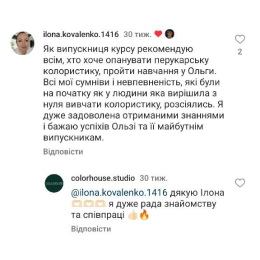 ilona.kovalenko.1416 30 тиж. ❤️
Як випускниця курсу рекомендую
всім, хто хоче опанувати перукарську
колористику, пройти навчання у Ольги.
Всі мої сумніви і невпевненість, які були
на початку як у людини яка вирішила з
нуля вивчати колористику, розсіялись. Я
дуже задоволена отриманими знаннями
і бажаю успіхів Ользі та її майбутнім
випускникам.
2
Відповісти
colorhouse.studio 30 тиж.
@ilona.kovalenko.1416 дякую Ілона
🫶🏻🫶🏻🫶🏻 я дуже рада знайомству
та співпраці 👍🏻🔥
Відповісти